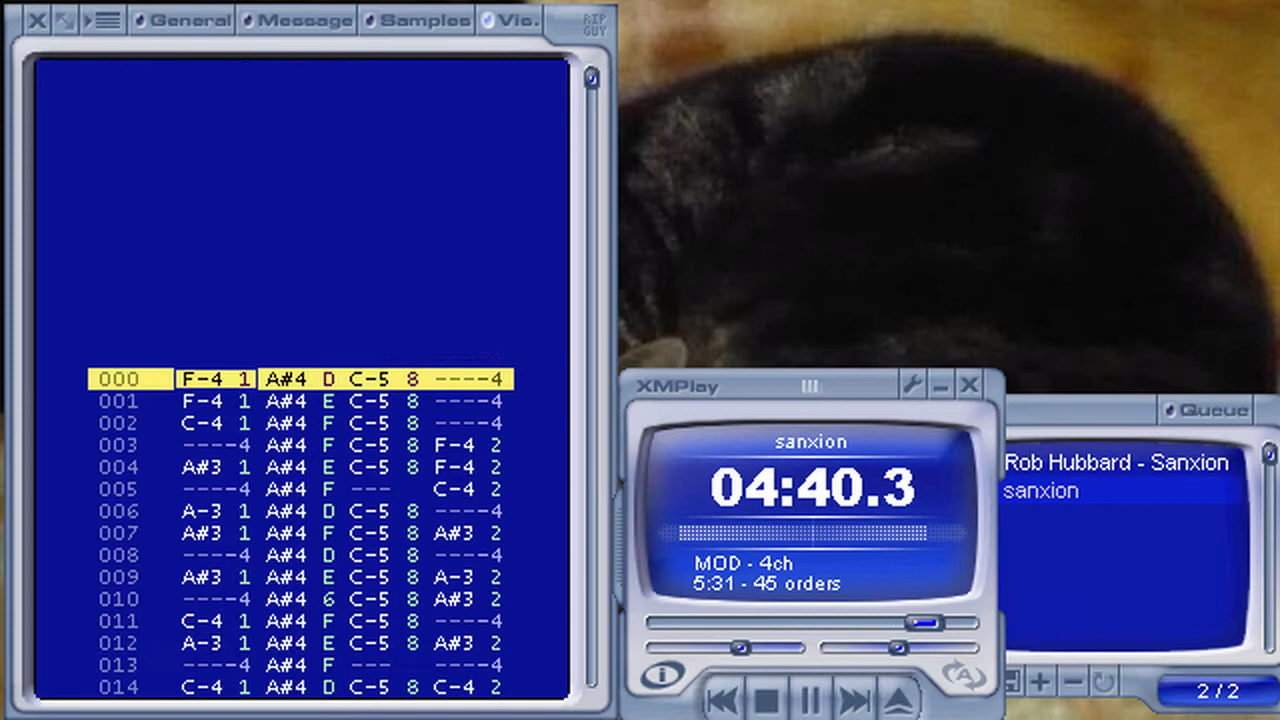 General Message Samples Vis.
RIP GUY
000 F-4 1 A#4 D C-5 8 ----4
001 F-4 1 A#4 E C-5 8 ----4
002 C-4 1 A#4 F C-5 8 ----4
003 ----4 A#4 F C-5 8 F-4 2
004 A#3 1 A#4 E C-5 8 F-4 2
005 ----4 A#4 F --- C-4 2
006 A-3 1 A#4 D C-5 8 ----4
007 A#3 1 A#4 F C-5 8 A#3 2
008 ----4 A#4 D C-5 8 ----4
009 A#3 1 A#4 E C-5 8 A-3 2
010 ----4 A#4 6 C-5 8 A#3 2
011 C-4 1 A#4 F C-5 8 ----4
012 A-3 1 A#4 E C-5 8 A#3 2
013 ----4 A#4 F ----4
014 C-4 1 A#4 D C-5 8 C-4 2
XMPlay
sanxion
04:40.3
MOD - 4ch
5:31 - 45 orders
Queue
Rob Hubbard - Sanxion
sanxion
2 / 2